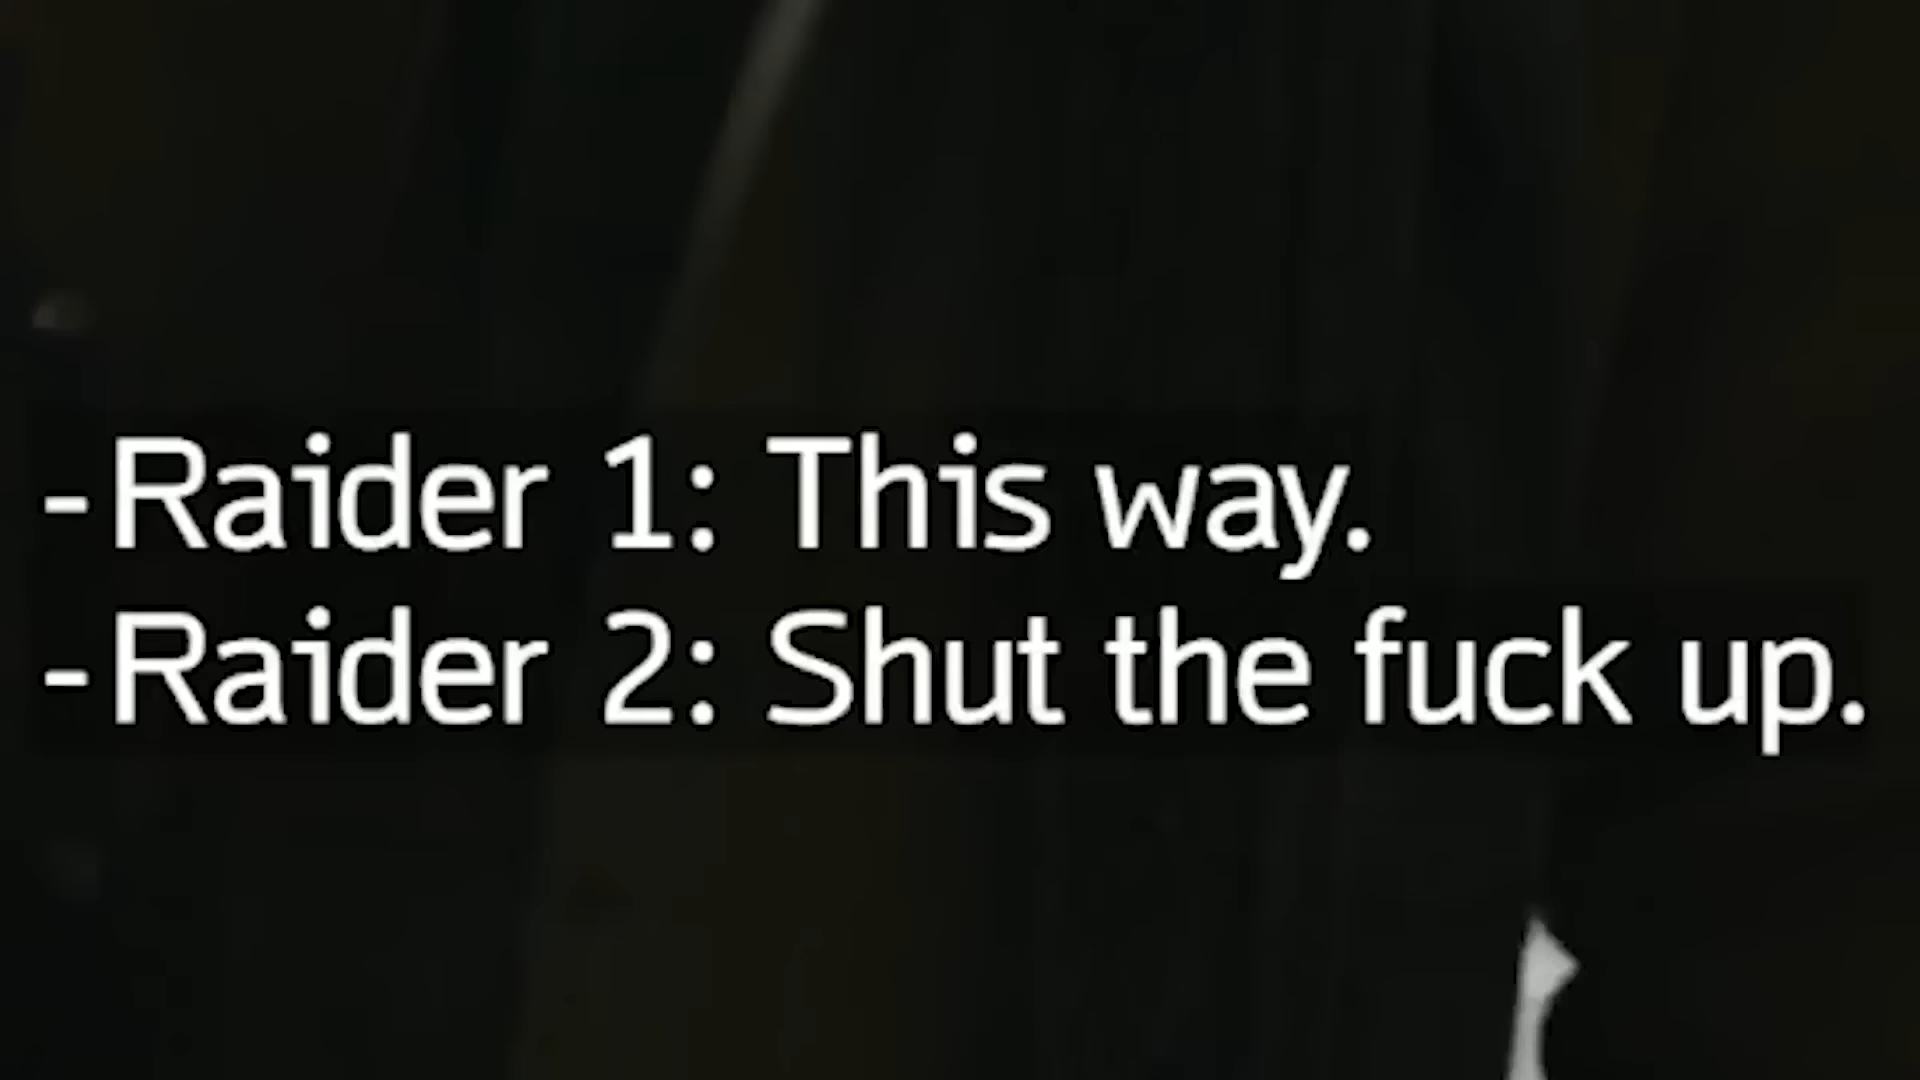 -Raider 1: This way.
-Raider 2: Shut the fuck up.